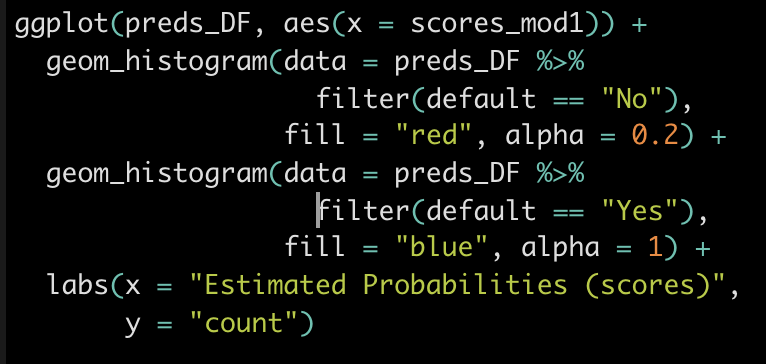 ggplot(preds_DF, aes(x = scores_mod1)) +
  geom_histogram(data = preds_DF %>%
                   filter(default == "No"),
                 fill = "red", alpha = 0.2) +
  geom_histogram(data = preds_DF %>%
                   filter(default == "Yes"),
                 fill = "blue", alpha = 1) +
  labs(x = "Estimated Probabilities (scores)",
       y = "count")